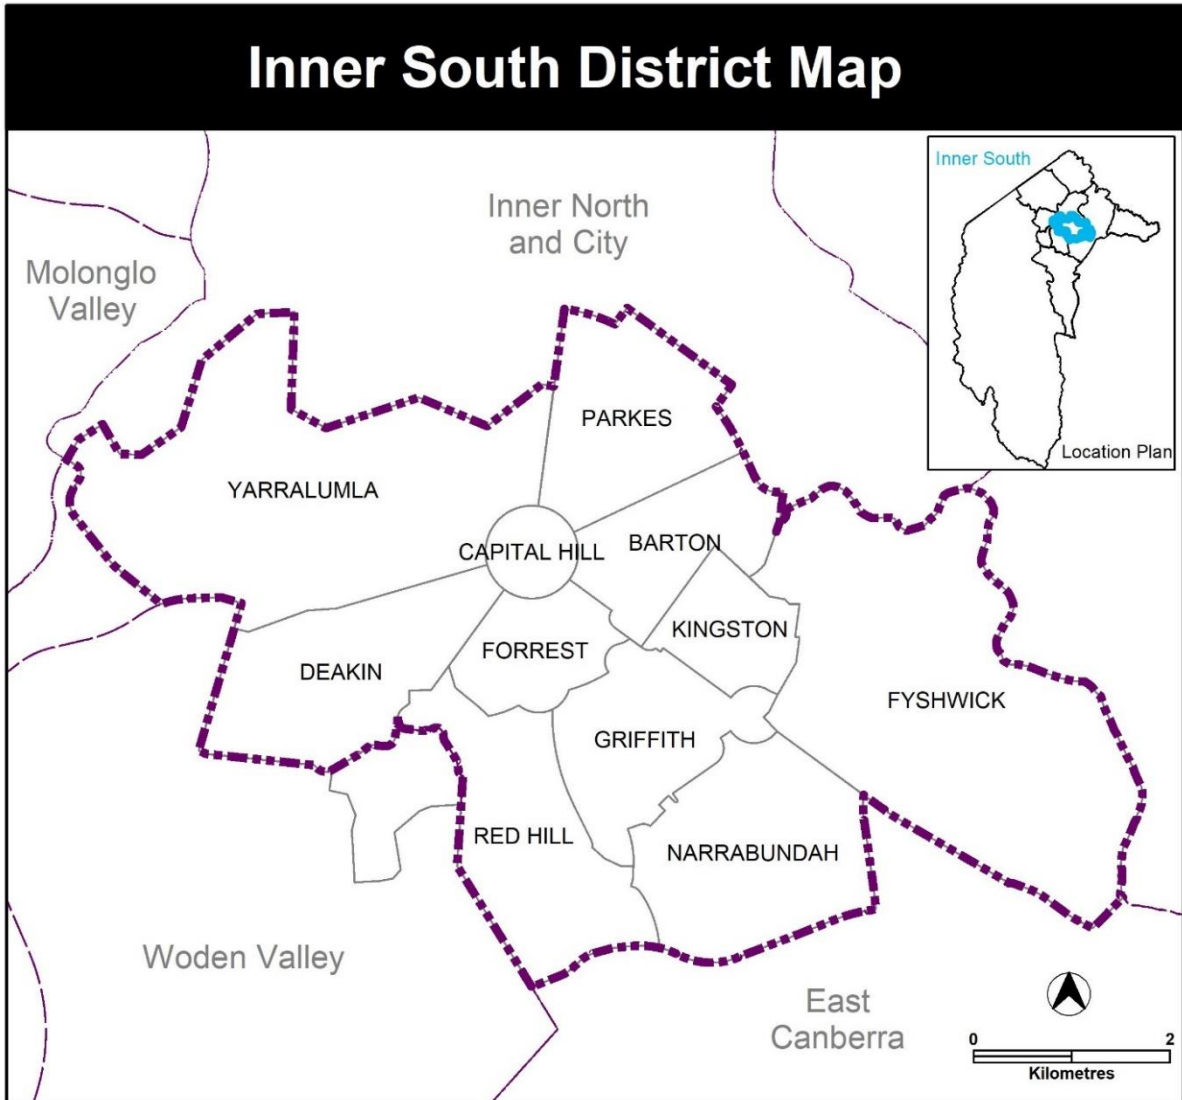 Inner South District Map
Inner South
Inner North
and City
Molonglo
Valley
PARKES
Location Plan
YARRALUMLA
CAPITAL HILL
BARTON
KINGSTON
FORREST
DEAKIN
FYSHWICK
GRIFFITH
RED HILL
NARRABUNDAH
Woden Valley
East
Canberra
0 2
Kilometres